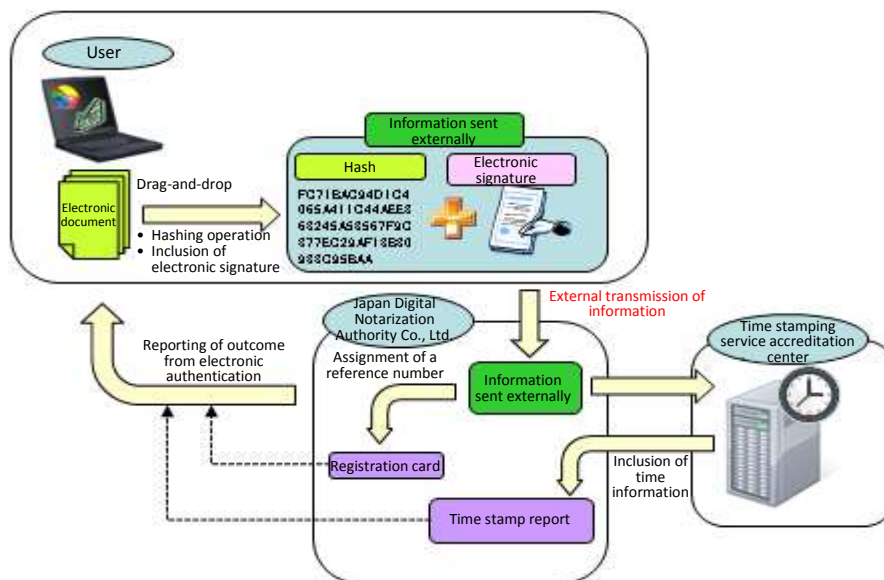 User
Information sent
externally
Hash
Electronic
signature
FC71BAC94D1C4
065A411C44AEE8
68245A58567F9C
877EC29AF18B80
988C95BAA
Electronic
document
Drag-and-drop
• Hashing operation
• Inclusion of
electronic signature
External transmission of
information
Japan Digital
Notarization
Authority Co., Ltd.
Time stamping
service accreditation
center
Reporting of outcome
from electronic
authentication
Assignment of a
reference number
Information
sent externally
Registration card
Inclusion of
time
information
Time stamp report